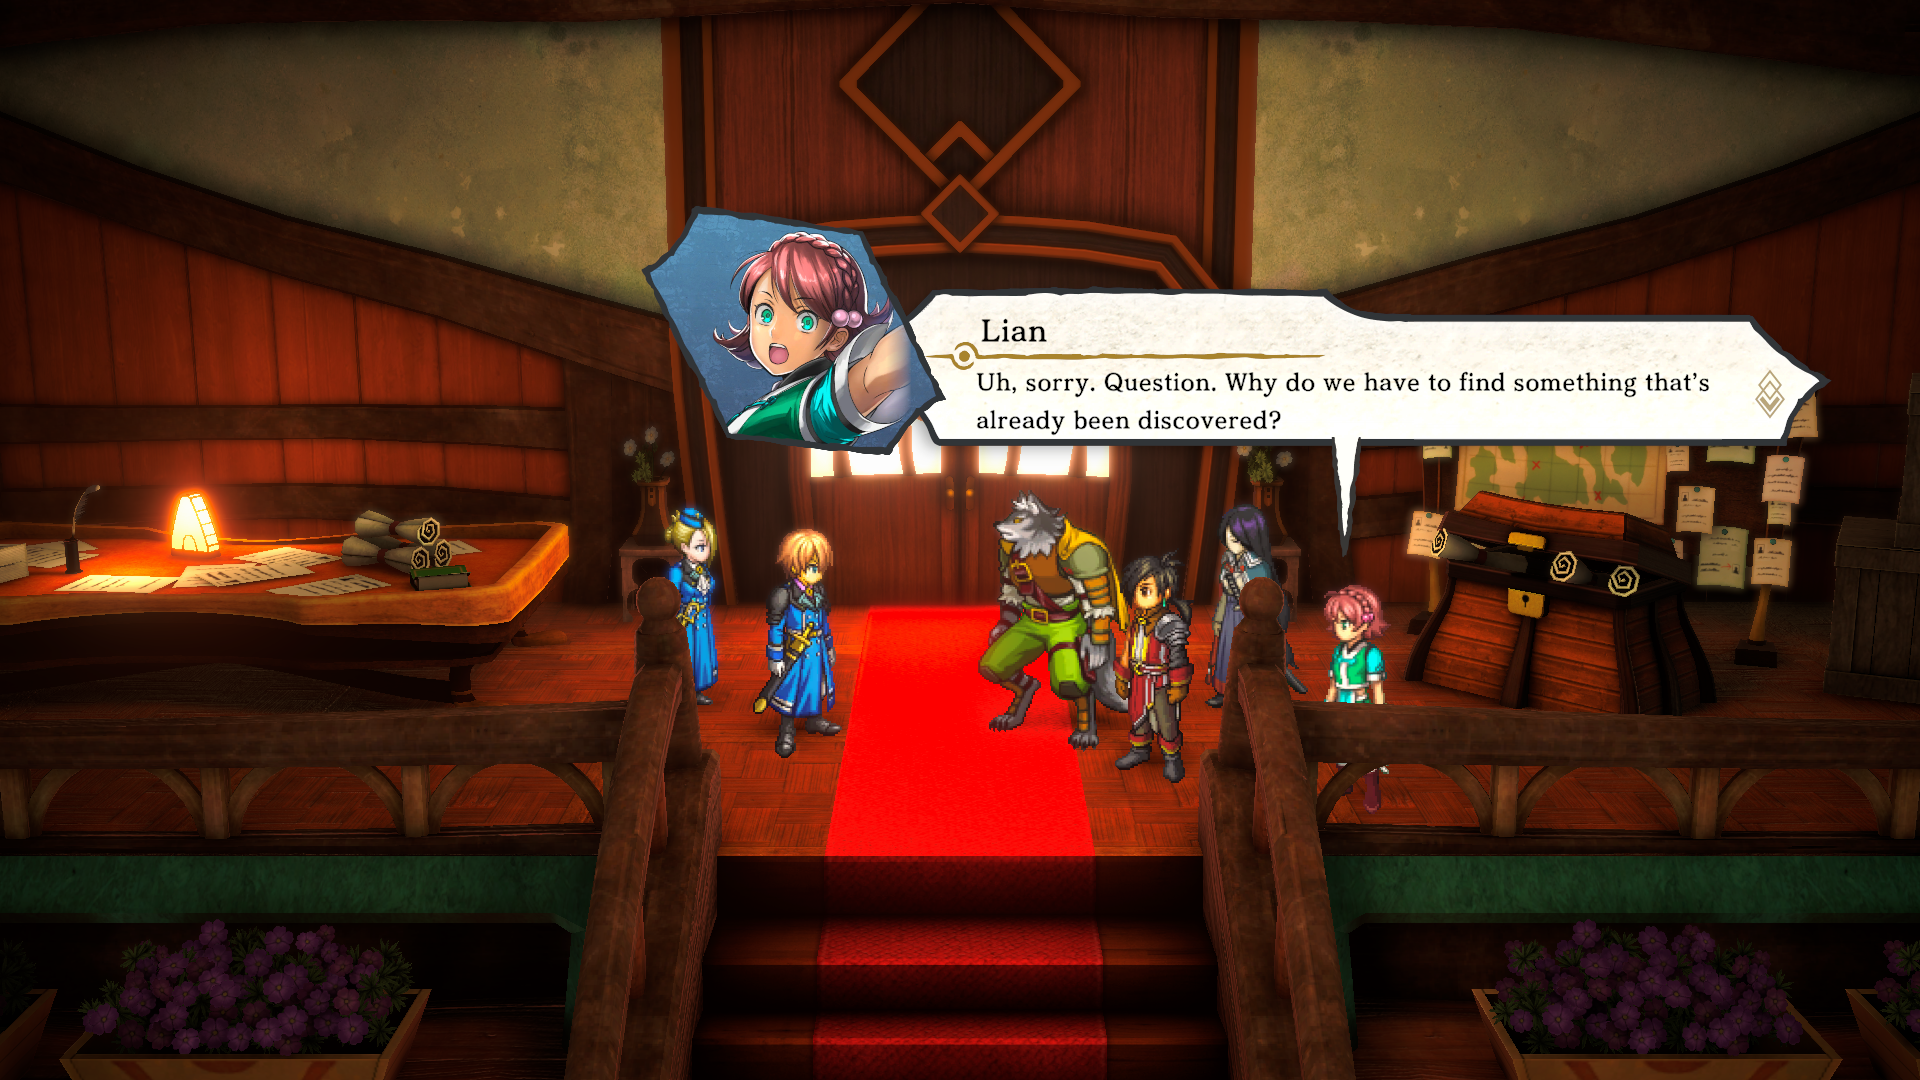 Lian
Uh, sorry. Question. Why do we have to find something that's
already been discovered?